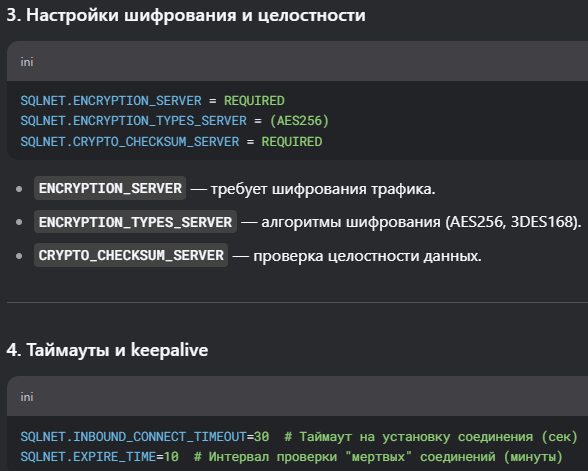 3. Настройки шифрования и целостности
ini
SQLNET.ENCRYPTION_SERVER = REQUIRED
SQLNET.ENCRYPTION_TYPES_SERVER = (AES256)
SQLNET.CRYPTO_CHECKSUM_SERVER = REQUIRED
ENCRYPTION_SERVER — требует шифрования трафика.
ENCRYPTION_TYPES_SERVER — алгоритмы шифрования (AES256, 3DES168).
CRYPTO_CHECKSUM_SERVER — проверка целостности данных.
4. Таймауты и keepalive
ini
SQLNET.INBOUND_CONNECT_TIMEOUT=30  # Таймаут на установку соединения (сек)
SQLNET.EXPIRE_TIME=10  # Интервал проверки "мертвых" соединений (минуты)